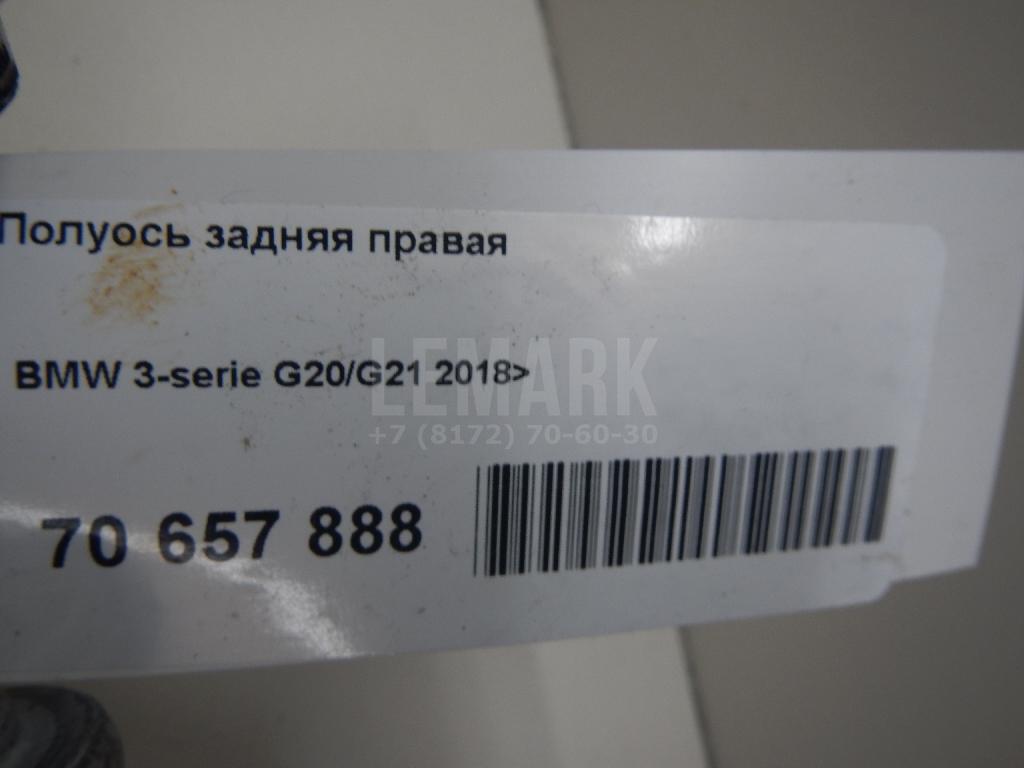 Полуось задняя правая
BMW 3-serie G20/G21 2018>
LEMARK
+7 (8172) 70-60-30
70 657 888